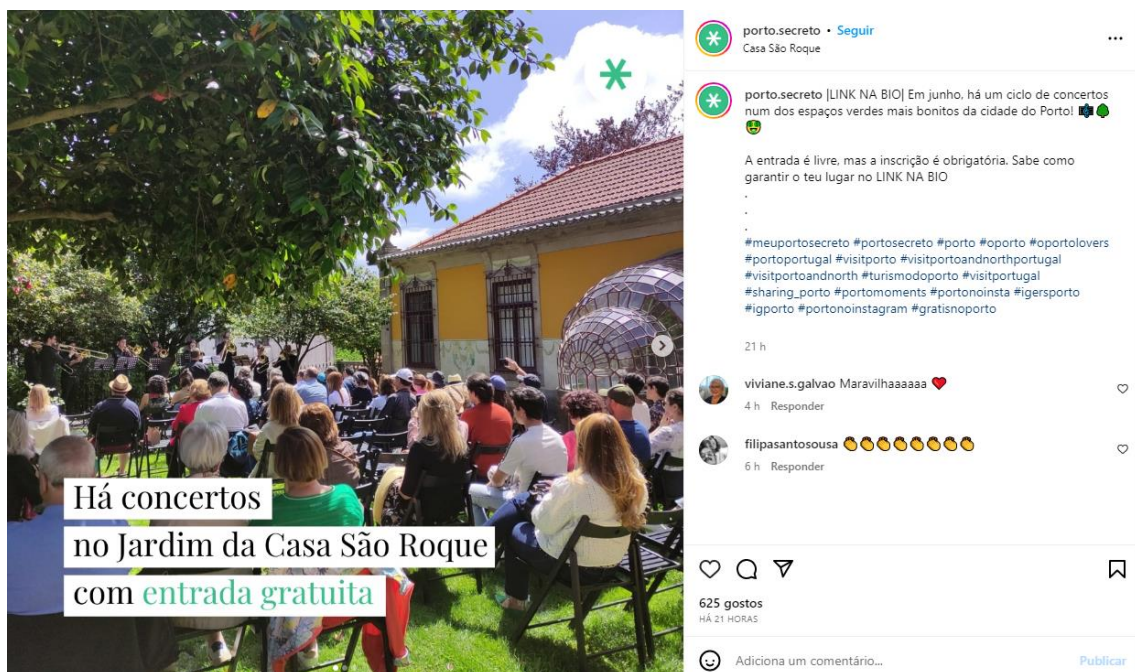 Há concertos
no Jardim da Casa São Roque
com entrada gratuita
porto.secreto • Seguir
Casa São Roque
porto.secreto |LINK NA BIO| Em junho, há um ciclo de concertos
num dos espaços verdes mais bonitos da cidade do Porto!
A entrada é livre, mas a inscrição é obrigatória. Sabe como
garantir o teu lugar no LINK NA BIO
.
.
.
#meuportosecreto #portosecreto #porto #oporto #oportolovers
#portoportugal #visitporto #visitportoandnorthportugal
#visitportoandnorth #turismodoporto #visitportugal
#sharing_porto #portomoments #portonoinsta #igersporto
#igporto #portonoinstagram #gratisnoporto
21 h
viviane.s.galvao Maravilhaaaaaa ❤️
4 h Responder
filipasantosousa 👏👏👏👏👏👏👏👏
6 h Responder
625 gostos
HÁ 21 HORAS
Adiciona um comentário...
Publicar